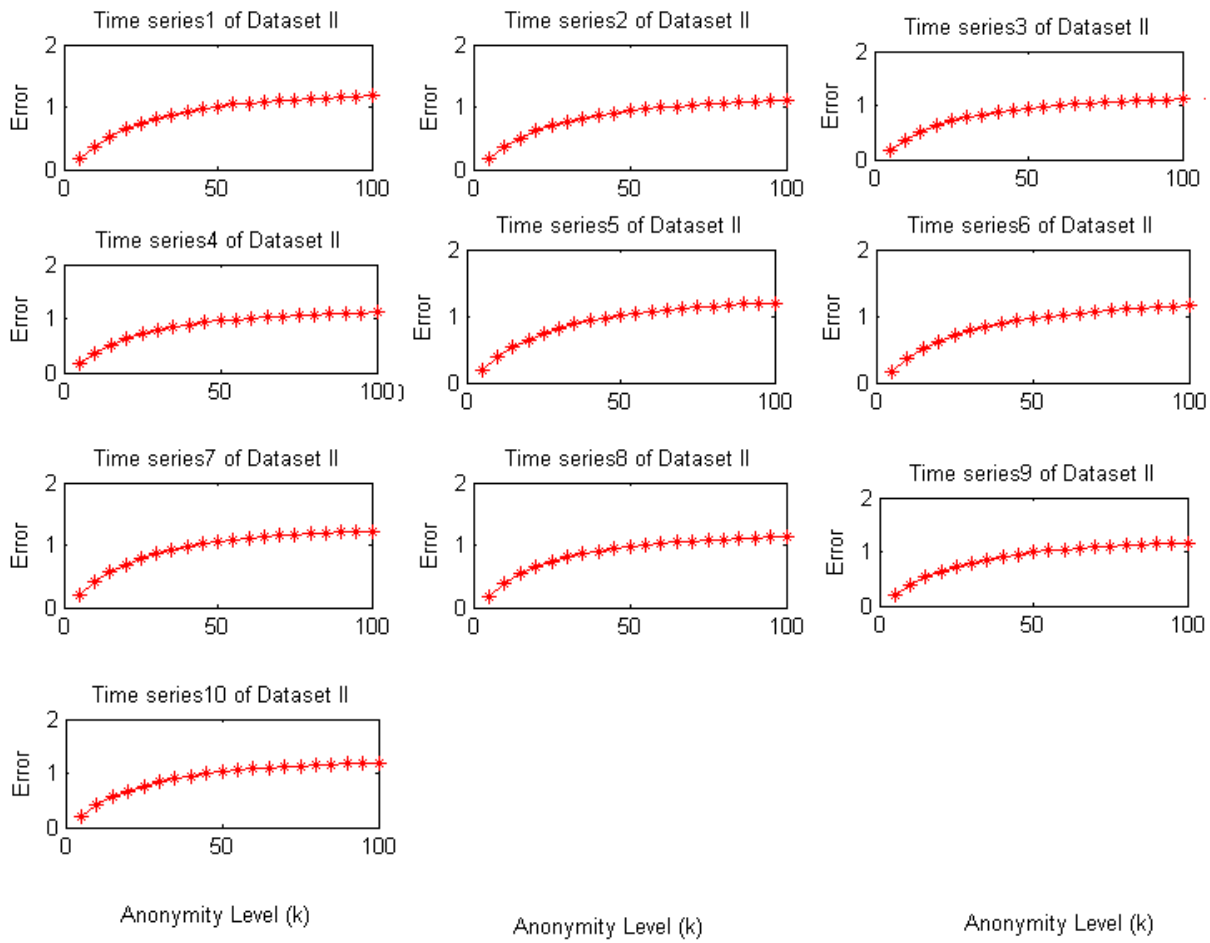 Time series1 of Dataset II
2
1
0
Error
0 50 100
Time series2 of Dataset II
2
1
0
Error
0 50 100
Time series3 of Dataset II
2
1
0
Error
0 50 100
Time series4 of Dataset II
2
1
0
Error
0 50 100)
Time series5 of Dataset II
2
1
0
Error
0 50 100
Time series6 of Dataset II
2
1
0
Error
0 50 100
Time series7 of Dataset II
2
1
0
Error
0 50 100
Time series8 of Dataset II
2
1
0
Error
0 50 100
Time series9 of Dataset II
2
1
0
Error
0 50 100
Time series10 of Dataset II
2
1
0
Error
0 50 100
Anonymity Level (k)
Anonymity Level (k)
Anonymity Level (k)